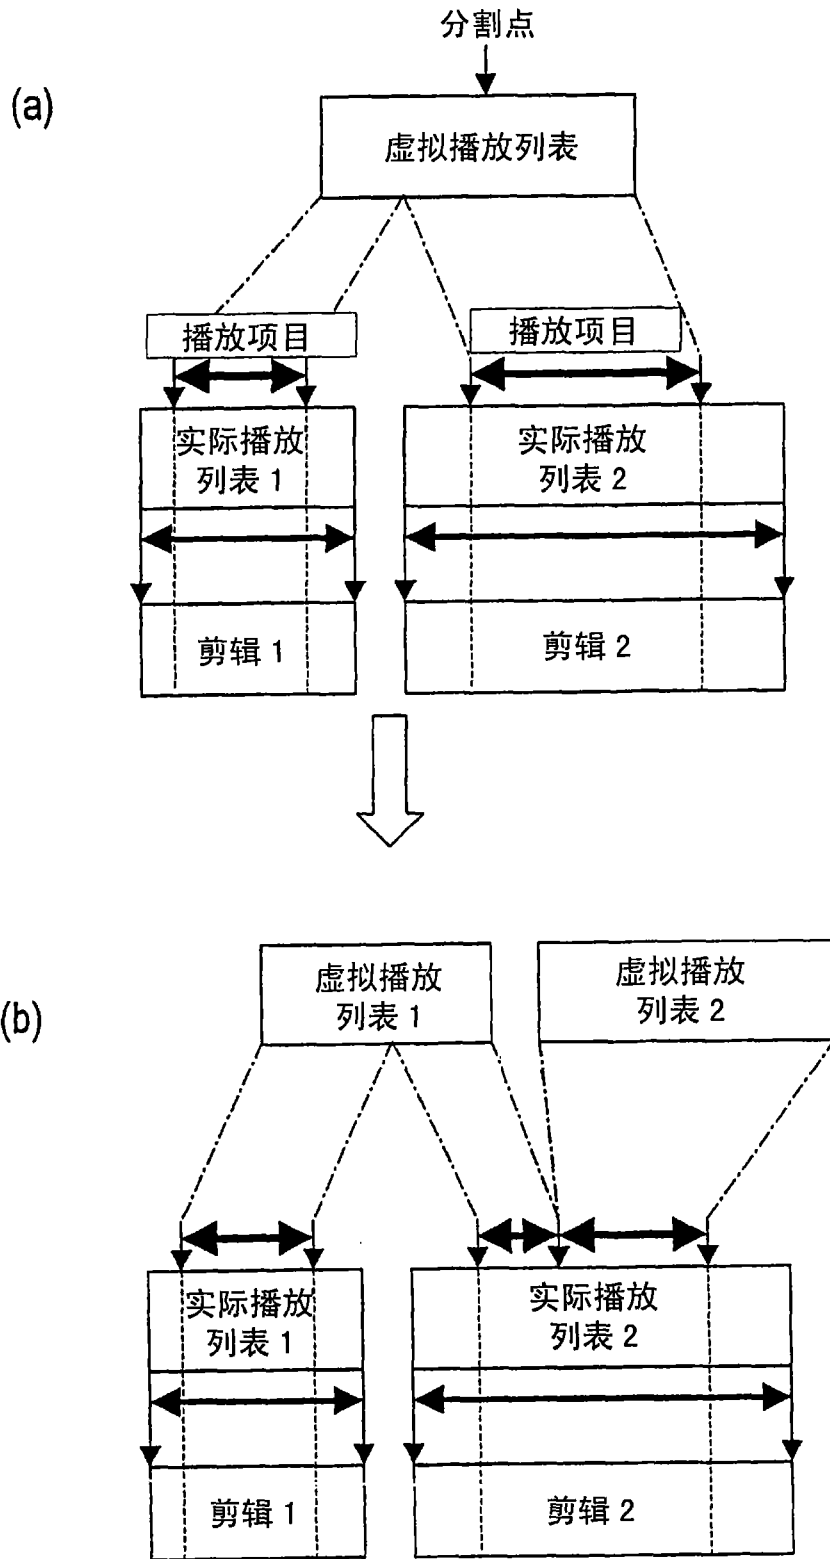 分割点
(a)
虚拟播放列表
播放项目
播放项目
实际播放
列表 1
实际播放
列表 2
剪辑 1
剪辑 2
(b)
虚拟播放
列表 1
虚拟播放
列表 2
实际播放
列表 1
实际播放
列表 2
剪辑 1
剪辑 2